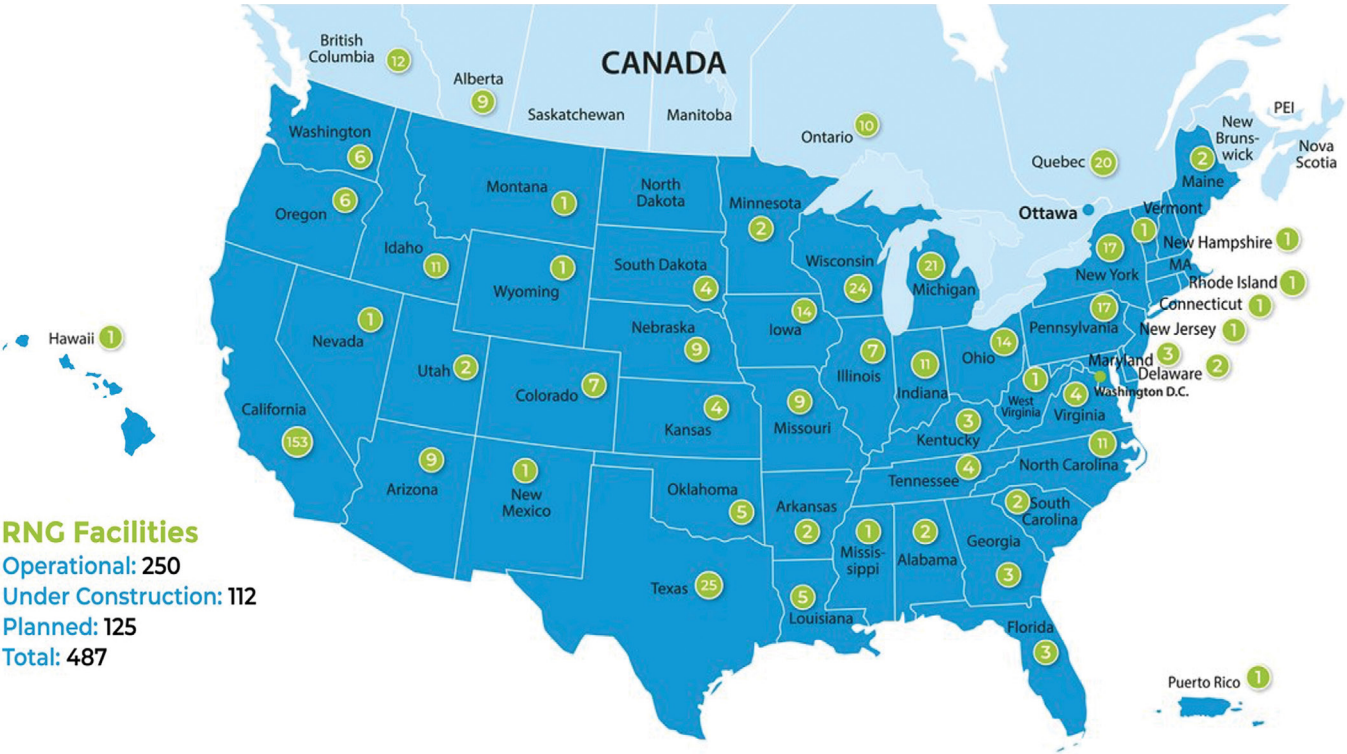 British
Columbia
12
Alberta
9
CANADA
Saskatchewan
Manitoba
Ontario
10
Quebec
20
PEI
New
Bruns-
wick
Nova
Scotia
Ottawa
Washington
6
Oregon
6
Idaho
11
Montana
1
North
Dakota
Minnesota
2
Wisconsin
24
Michigan
21
Wyoming
1
South Dakota
4
Nebraska
9
Iowa
14
Illinois
7
Indiana
11
Ohio
14
Pennsylvania
17
New York
17
Vermont
1
Maine
2
New Hampshire
1
MA
Rhode Island
1
Connecticut
1
New Jersey
1
Maryland
3
Delaware
2
Washington D.C.
West
Virginia
1
Virginia
4
Hawaii
1
Nevada
1
Utah
2
Colorado
7
Kansas
4
Missouri
9
Kentucky
3
California
153
Arizona
9
New
Mexico
1
Oklahoma
5
Arkansas
2
Tennessee
4
North Carolina
11
South
Carolina
2
Texas
25
Louisiana
5
Missis-
sippi
1
Alabama
2
Georgia
3
Florida
3
Puerto Rico
1
RNG Facilities
Operational: 250
Under Construction: 112
Planned: 125
Total: 487